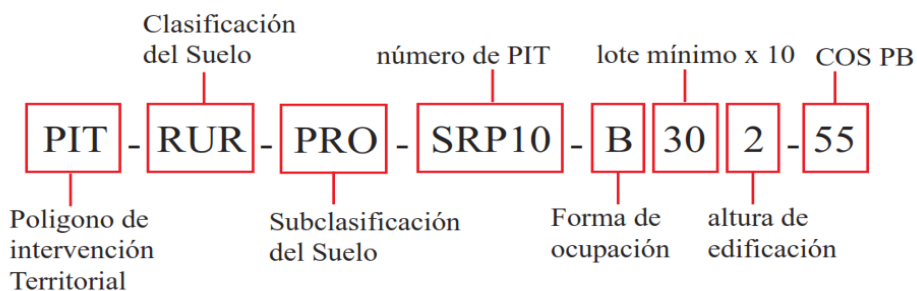 Clasificación
del Suelo
número de PIT
lote mínimo x 10
COS PB
PIT - RUR - PRO - SRP10 - B 30 2 - 55
Poligono de
intervención
Territorial
Subclasificación
del Suelo
Forma de
ocupación
altura de
edificación